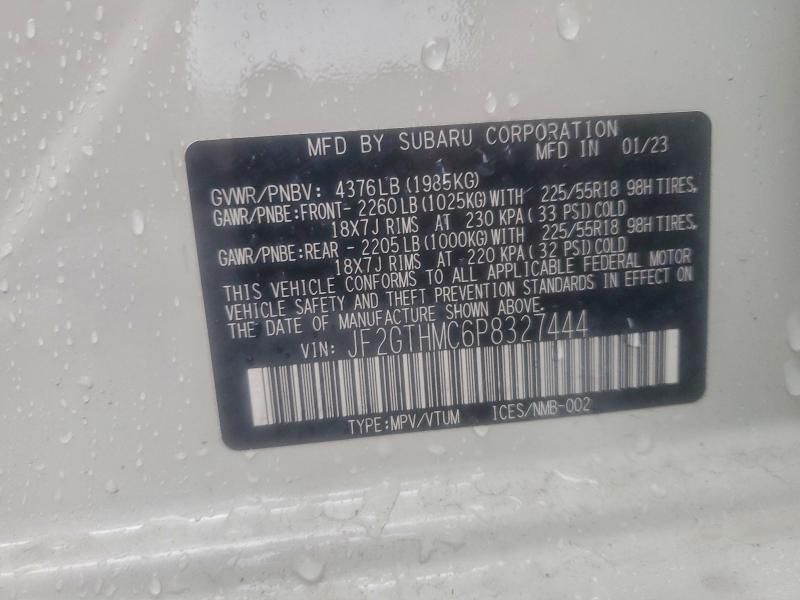 MFD BY SUBARU CORPORATION
MFD IN 01/23
GVWR/PNBV: 4376LB(1985KG)
GAWR/PNBE:FRONT- 2260LB(1025KG)WITH 225/55R18 98H TIRES,
18X7J RIMS AT 230 KPA( 33 PSI)COLD
GAWR/PNBE:REAR - 2205LB(1000KG)WITH 225/55R18 98H TIRES,
18X7J RIMS AT 220 KPA( 32 PSI)COLD
THIS VEHICLE CONFORMS TO ALL APPLICABLE FEDERAL MOTOR
VEHICLE SAFETY AND THEFT PREVENTION STANDARDS IN EFFECT ON
THE DATE OF MANUFACTURE SHOWN ABOVE.
VIN: JF2GTHMC6P8327444
TYPE:MPV/VTUM ICES/NMB-002